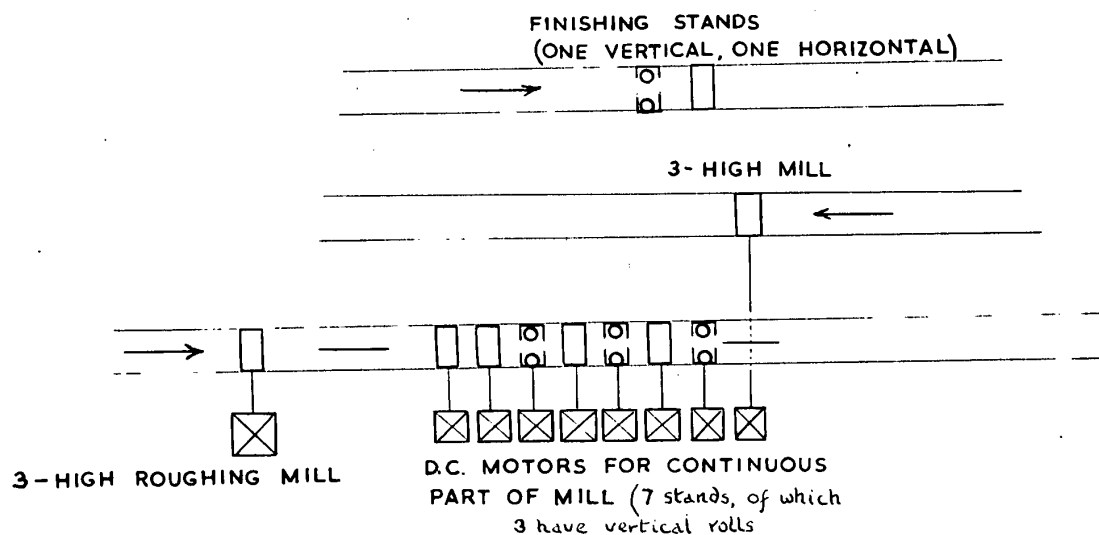 FINISHING STANDS
(ONE VERTICAL, ONE HORIZONTAL)
3-HIGH MILL
3-HIGH ROUGHING MILL
D.C. MOTORS FOR CONTINUOUS
PART OF MILL (7 stands, of which
3 have vertical rolls